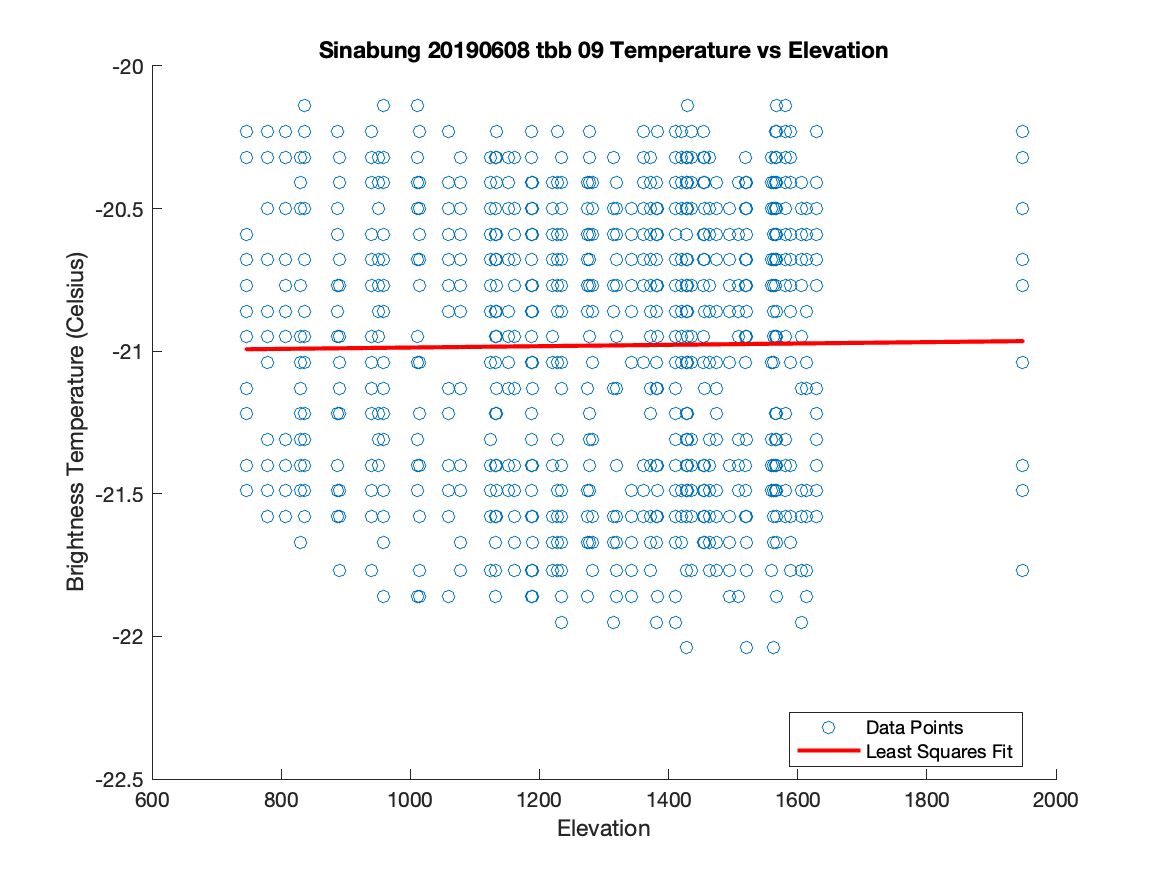 Sinabung 20190608 tbb 09 Temperature vs Elevation
-20
-20.5
-21
-21.5
-22
-22.5
Brightness Temperature (Celsius)
Data Points
Least Squares Fit
600 800 1000 1200 1400 1600 1800 2000
Elevation